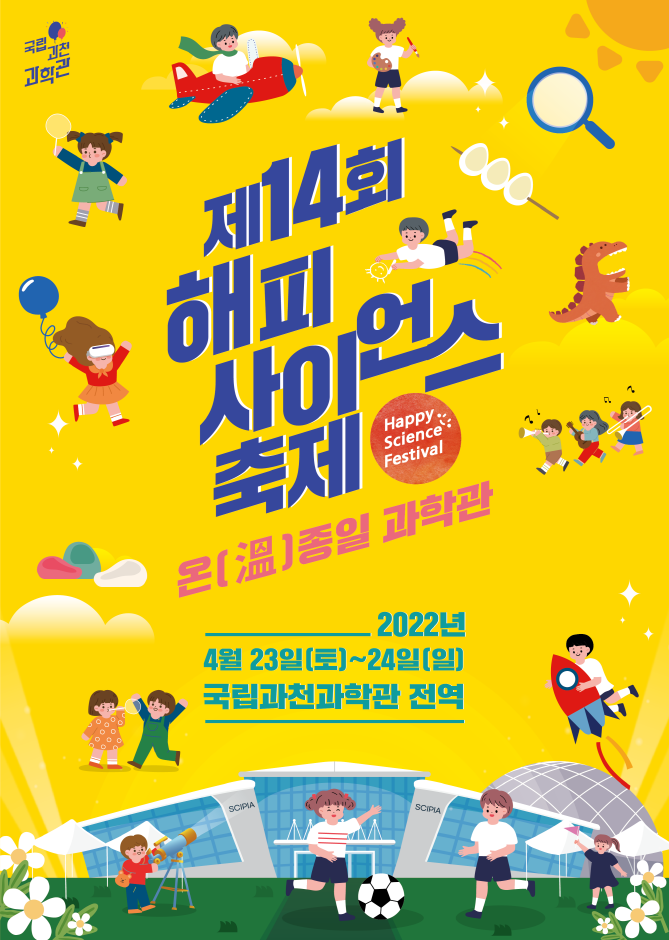 국립
과천
과학관
제14회
해피
사이언스
축제
Happy
Science
Festival
온(溫)종일 과학관
2022년
4월 23일(토)~24일(일)
국립과천과학관 전역
SCIPIA
SCIPIA